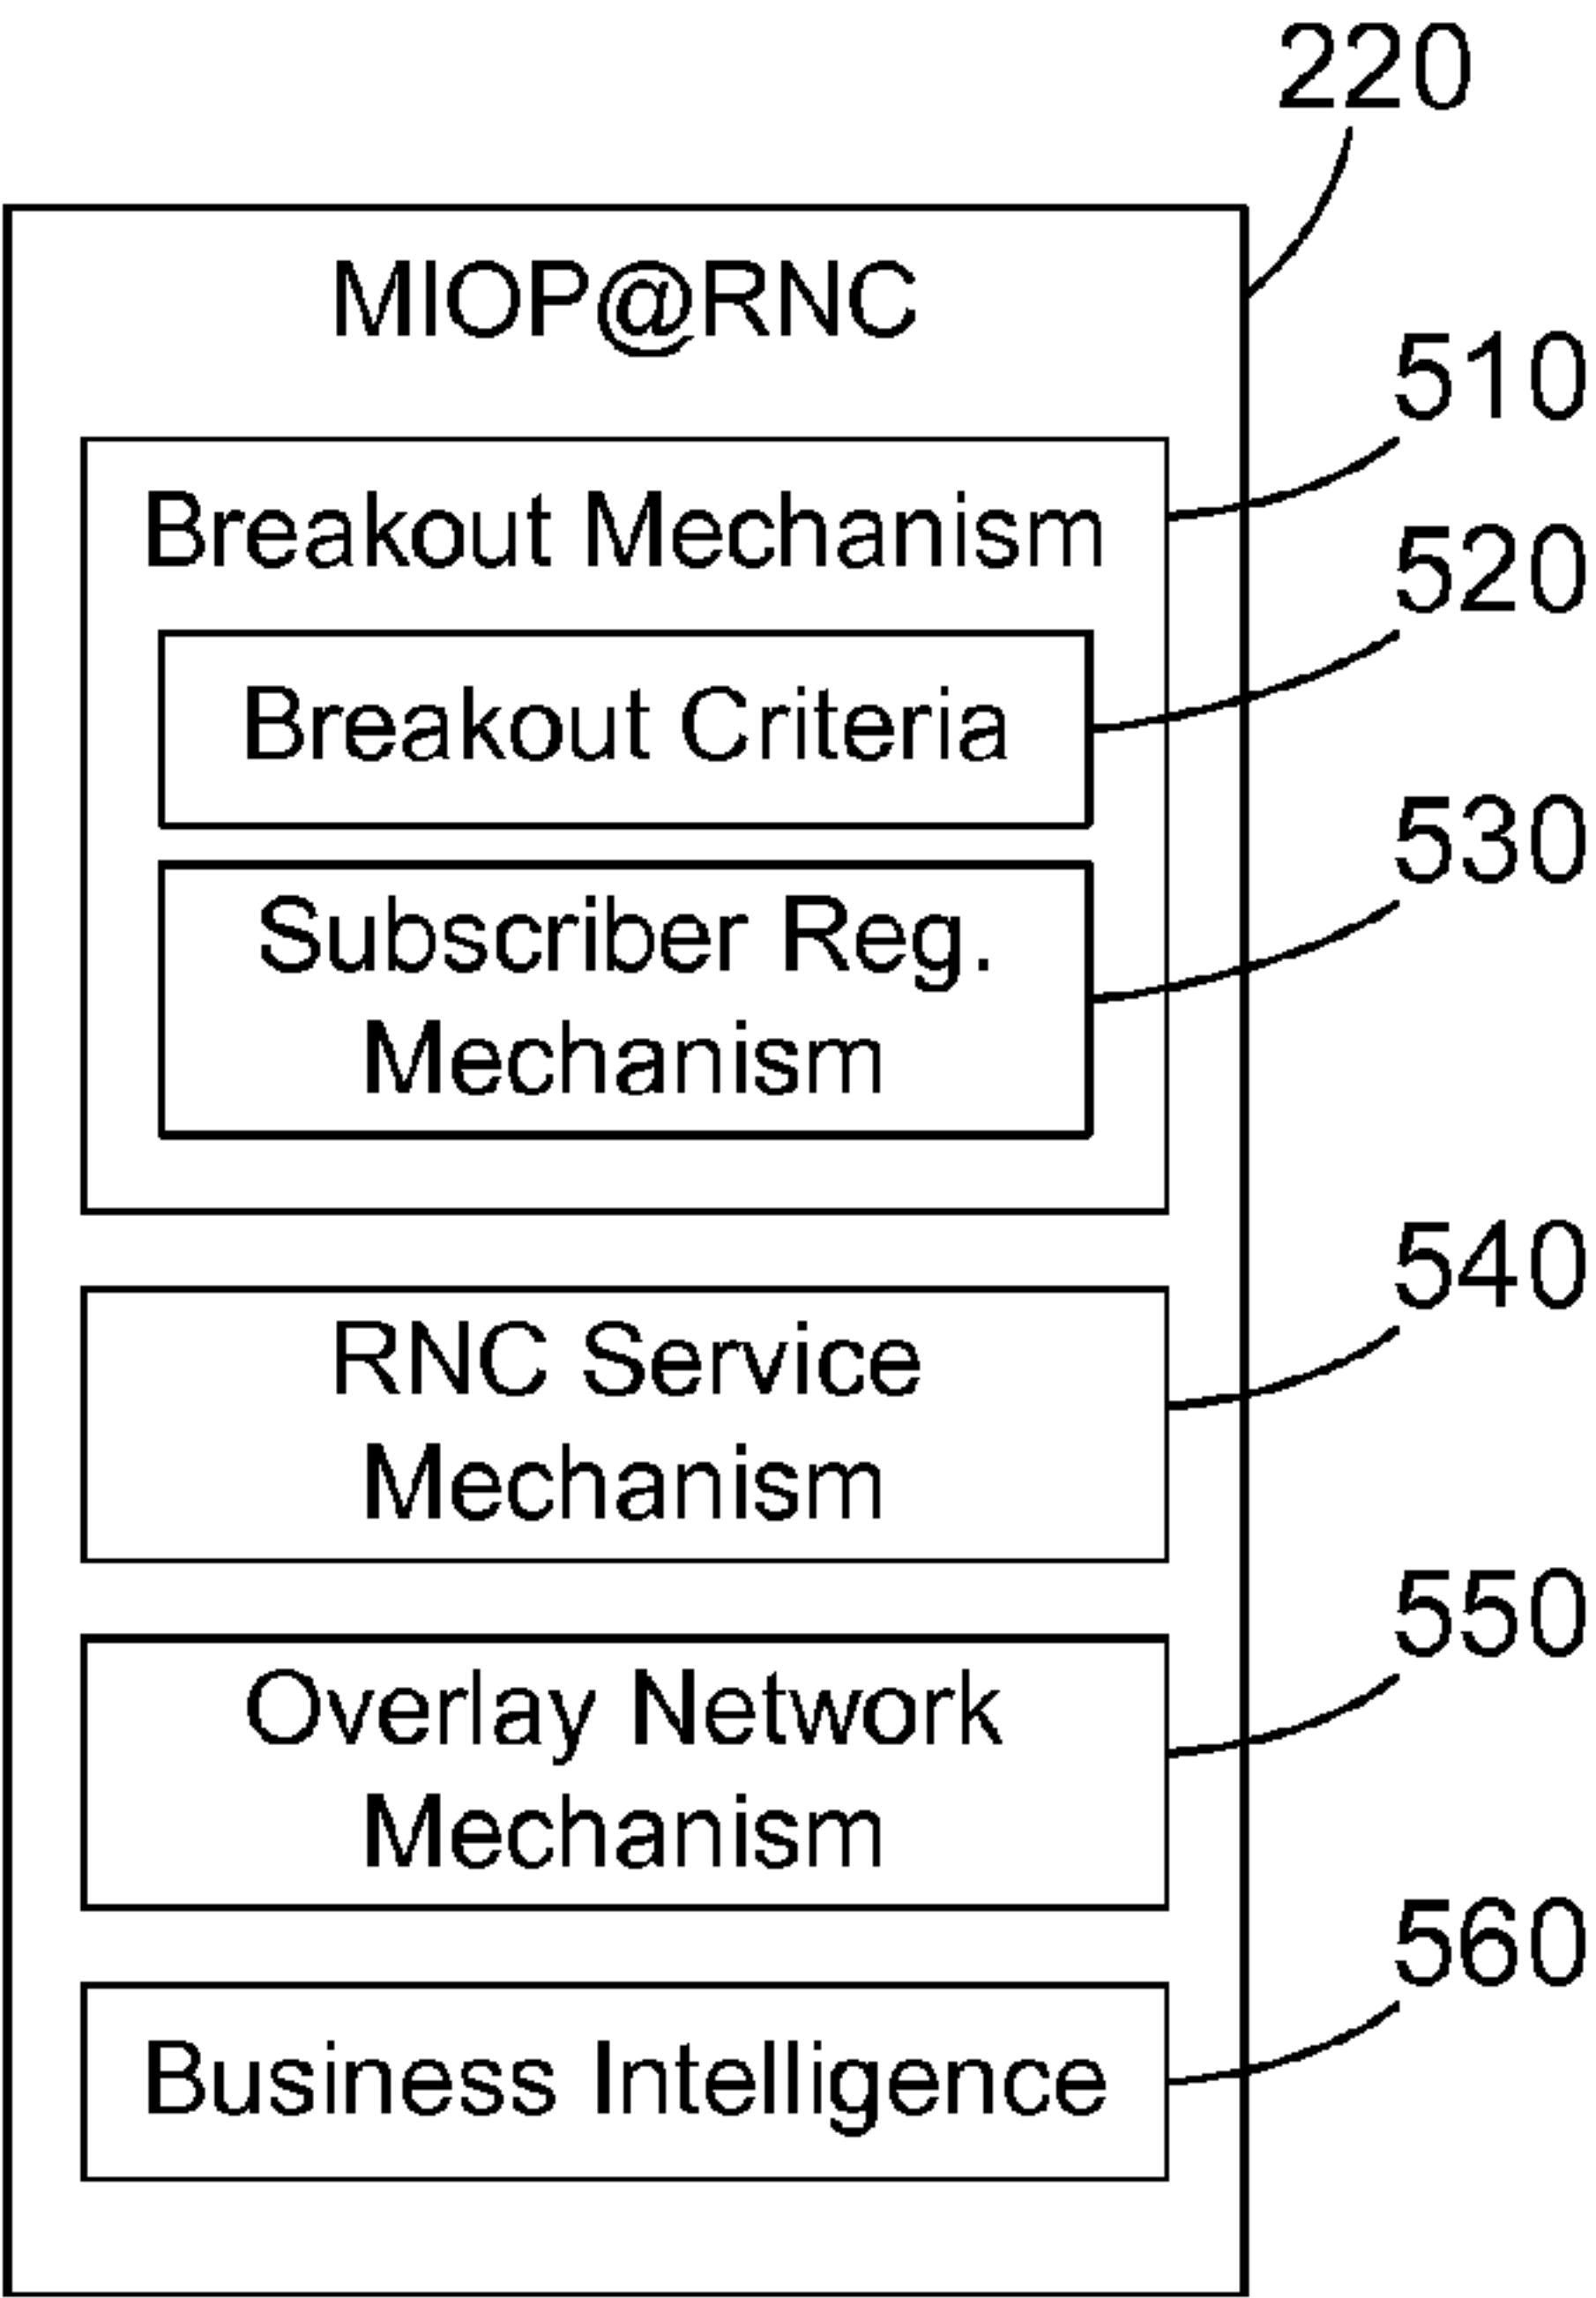 220
MIOP@RNC
510
Breakout Mechanism
520
Breakout Criteria
530
Subscriber Reg.
Mechanism
540
RNC Service
Mechanism
550
Overlay Network
Mechanism
560
Business Intelligence